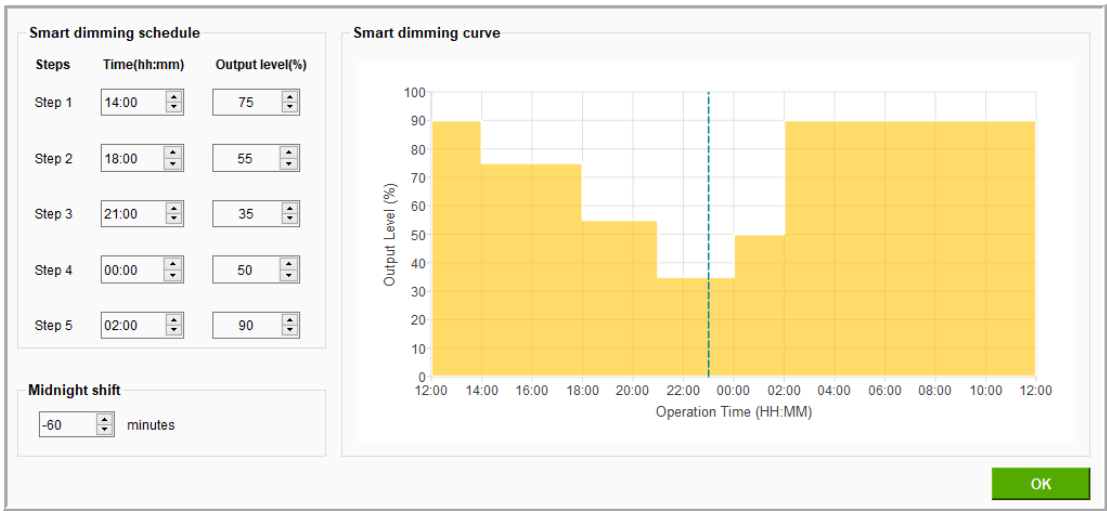 Smart dimming schedule
Steps Time(hh:mm) Output level(%)
Step 1 14:00 75
Step 2 18:00 55
Step 3 21:00 35
Step 4 00:00 50
Step 5 02:00 90
Midnight shift
-60 minutes
Smart dimming curve
100
90
80
70
60
50
40
30
20
10
0
Output Level (%)
12:00 14:00 16:00 18:00 20:00 22:00 00:00 02:00 04:00 06:00 08:00 10:00 12:00
Operation Time (HH:MM)
OK